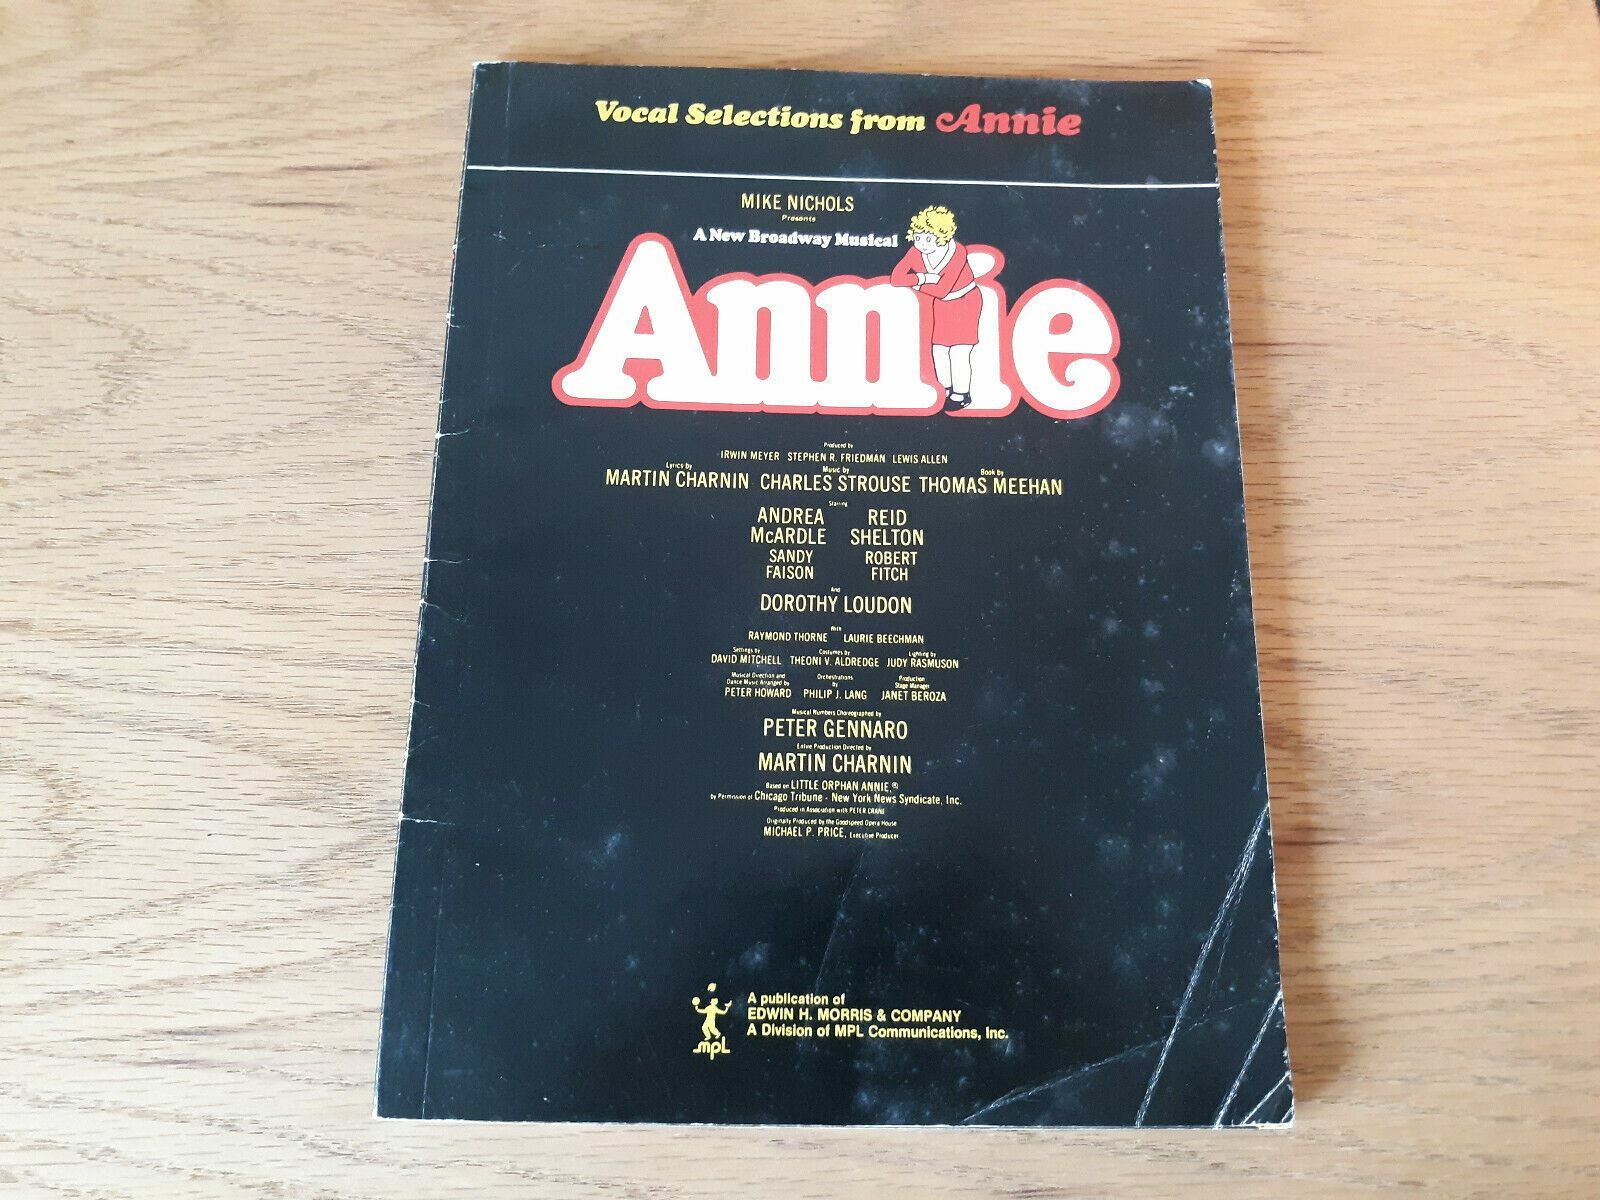 Vocal Selections from Annie
MIKE NICHOLS
Presents
A New Broadway Musical
Annie
Produced by
IRWIN MEYER STEPHEN R. FRIEDMAN LEWIS ALLEN
Lyrics by Music by Book by
MARTIN CHARNIN CHARLES STROUSE THOMAS MEEHAN
Starring
ANDREA REID
McARDLE SHELTON
SANDY ROBERT
FAISON FITCH
And
DOROTHY LOUDON
With
RAYMOND THORNE LAURIE BEECHMAN
Settings by Costumes by Lighting by
DAVID MITCHELL THEONI V. ALDREDGE JUDY RASMUSON
Musical Direction and Orchestrations Production
Dance Music Arranged by by Stage Manager
PETER HOWARD PHILIP J. LANG JANET BEROZA
Musical Numbers Choreographed by
PETER GENNARO
Entire Production Directed by
MARTIN CHARNIN
Based on LITTLE ORPHAN ANNIE,®
by Permission of Chicago Tribune - New York News Syndicate, Inc.
Produced in Association with PETER CRANE
Originally Produced by the Goodspeed Opera House
MICHAEL P. PRICE, Executive Producer
A publication of
EDWIN H. MORRIS & COMPANY
A Division of MPL Communications, Inc.
mpL